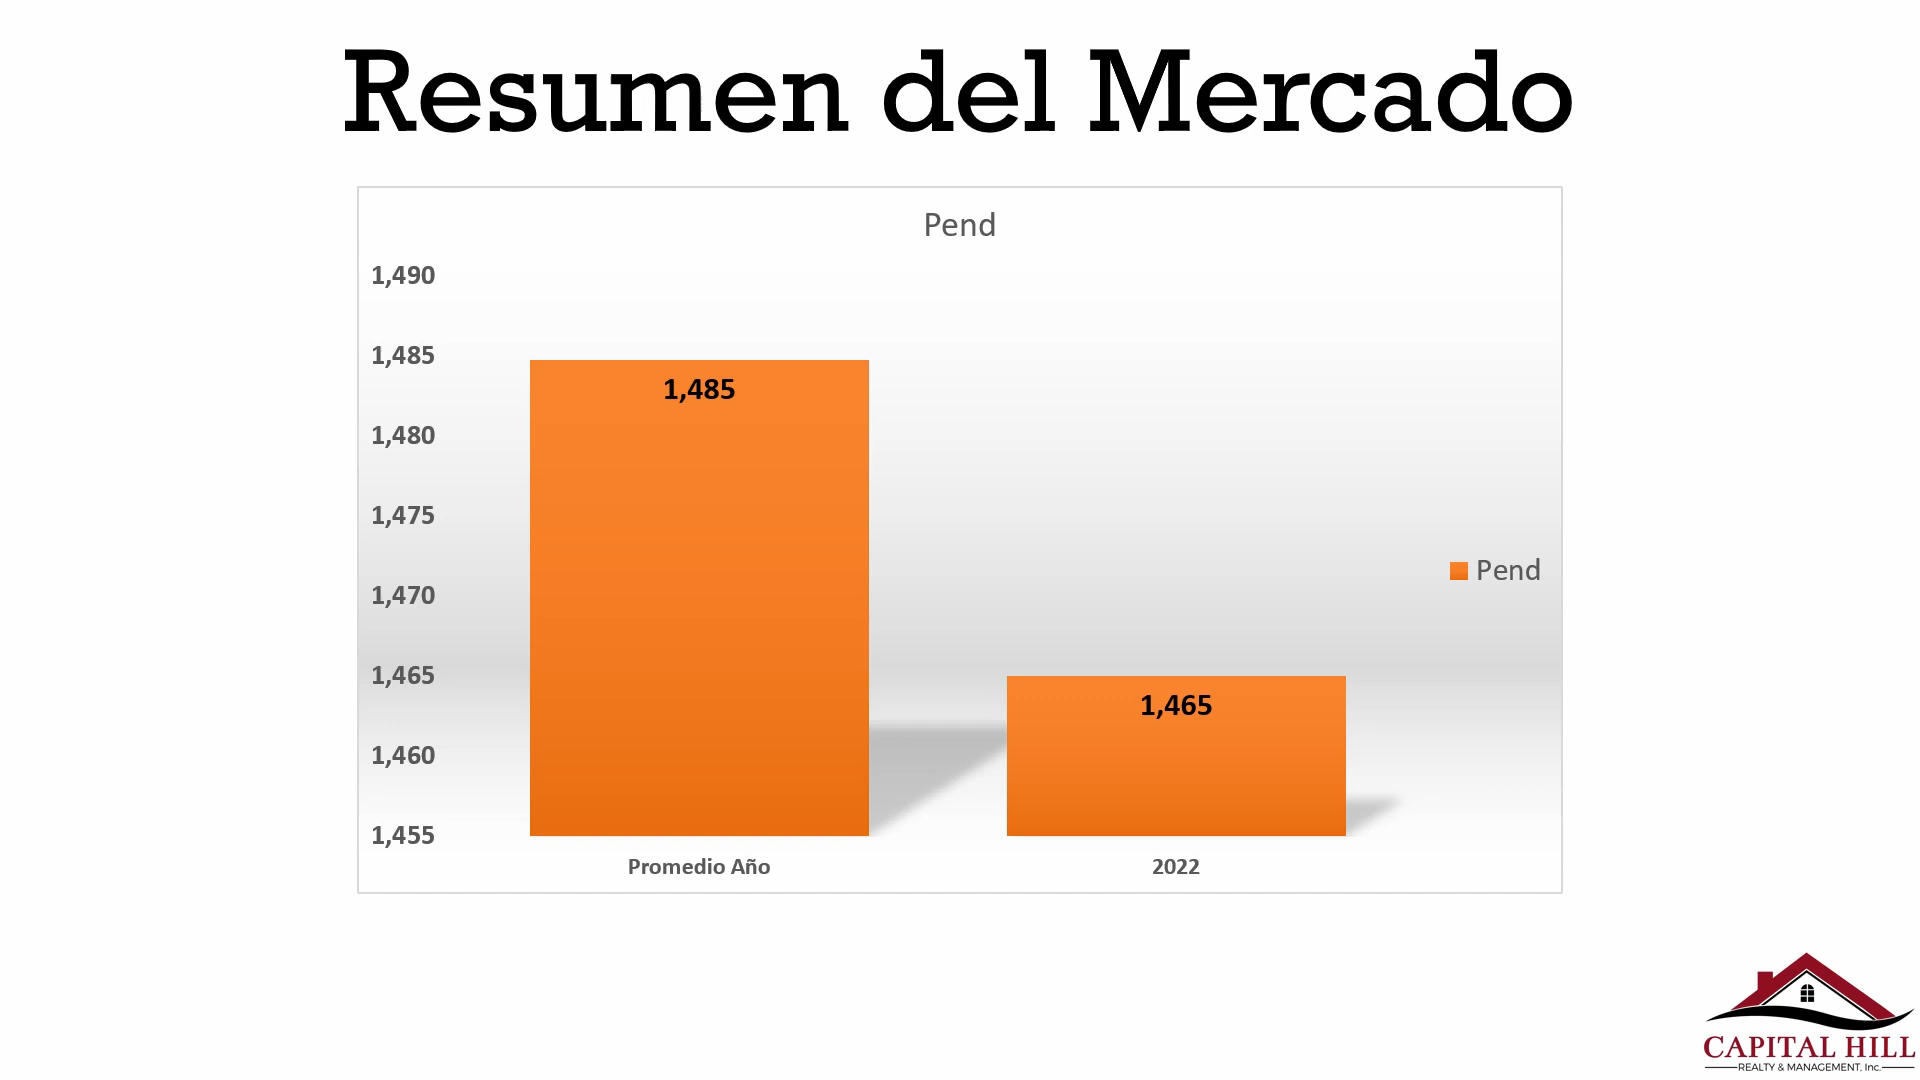 Resumen del Mercado
Pend
1,490
1,485
1,480
1,475
1,470
1,465
1,460
1,455
1,485
1,465
Promedio Año
2022
Pend
CAPITAL HILL
REALTY & MANAGEMENT, Inc.